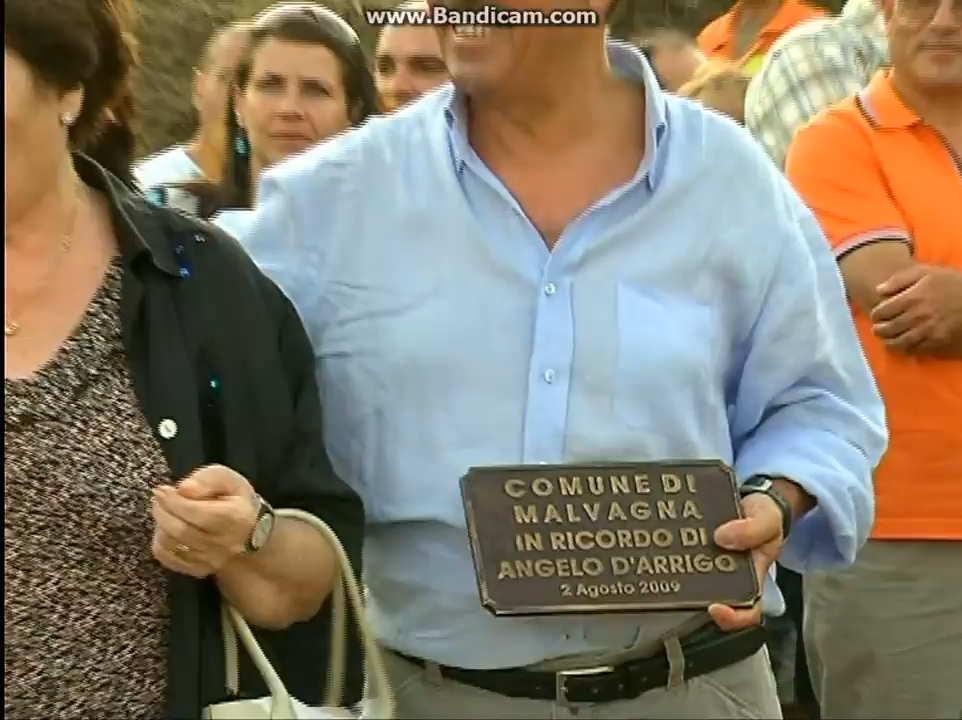 www.Bandicam.com
COMUNE DI
MALVAGNA
IN RICORDO DI
ANGELO D'ARRIGO
2 Agosto 2009